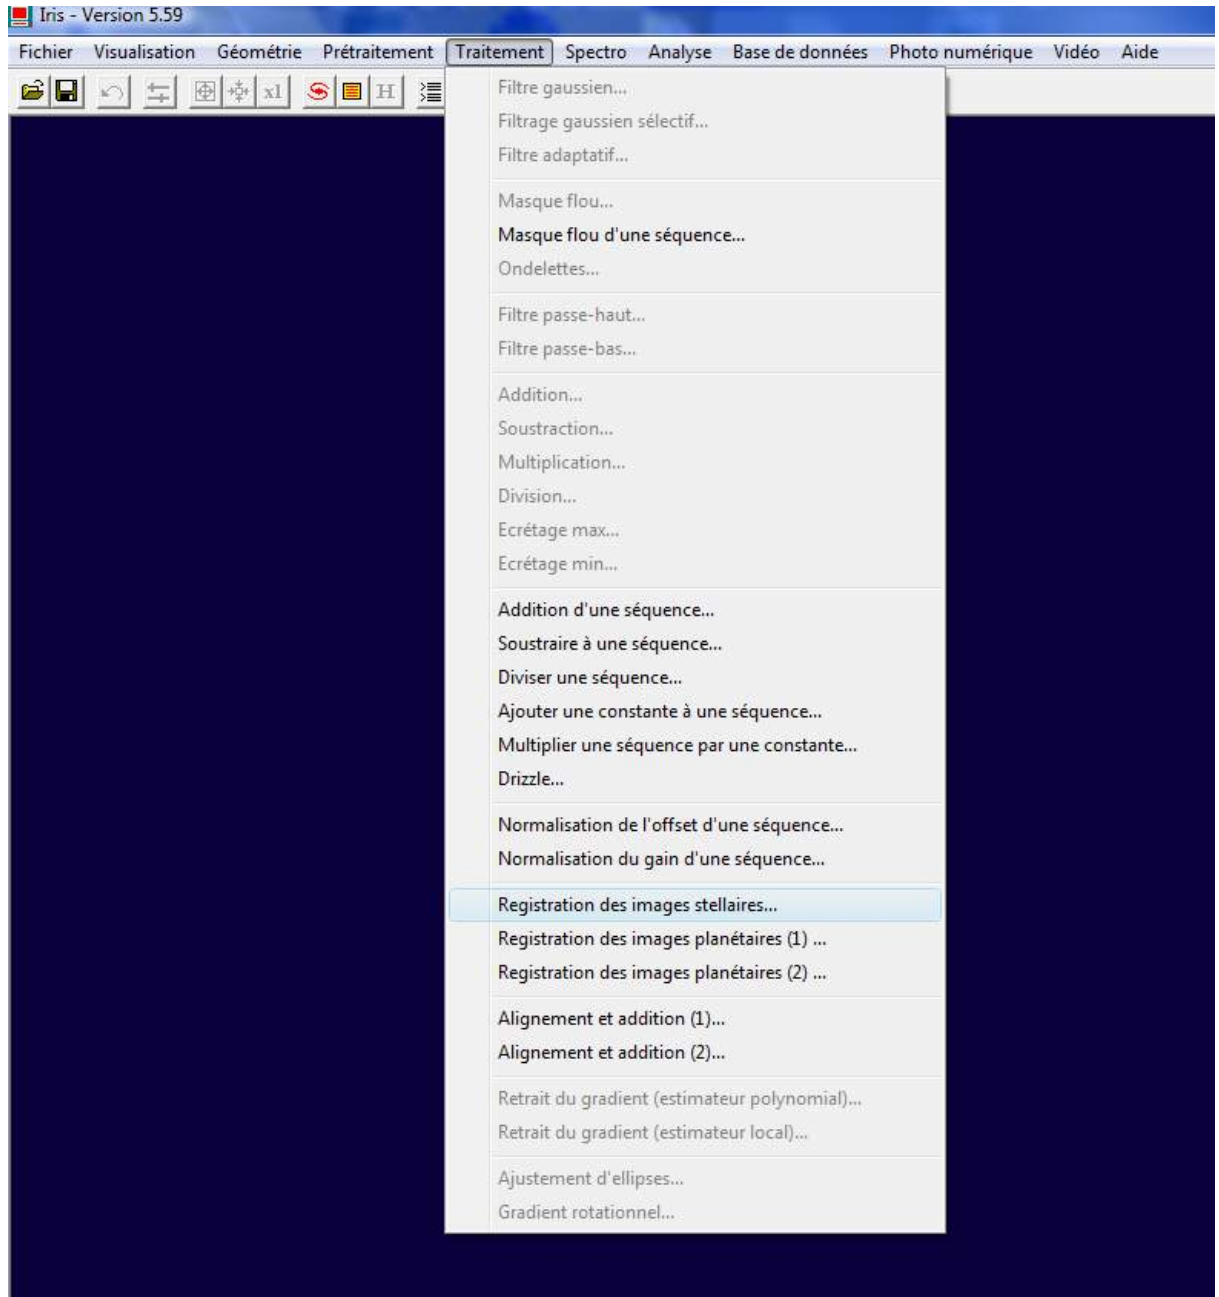 Iris - Version 5.59
Fichier Visualisation Géométrie Prétraitement Traitement Spectro Analyse Base de données Photo numérique Vidéo Aide
x1 S H
Filtre gaussien...
Filtrage gaussien sélectif...
Filtre adaptatif...
Masque flou...
Masque flou d'une séquence...
Ondelettes...
Filtre passe-haut...
Filtre passe-bas...
Addition...
Soustraction...
Multiplication...
Division...
Ecrétage max...
Ecrétage min...
Addition d'une séquence...
Soustraire à une séquence...
Diviser une séquence...
Ajouter une constante à une séquence...
Multiplier une séquence par une constante...
Drizzle...
Normalisation de l'offset d'une séquence...
Normalisation du gain d'une séquence...
Registration des images stellaires...
Registration des images planétaires (1) ...
Registration des images planétaires (2) ...
Alignement et addition (1)...
Alignement et addition (2)...
Retrait du gradient (estimateur polynomial)...
Retrait du gradient (estimateur local)...
Ajustement d'ellipses...
Gradient rotationnel...